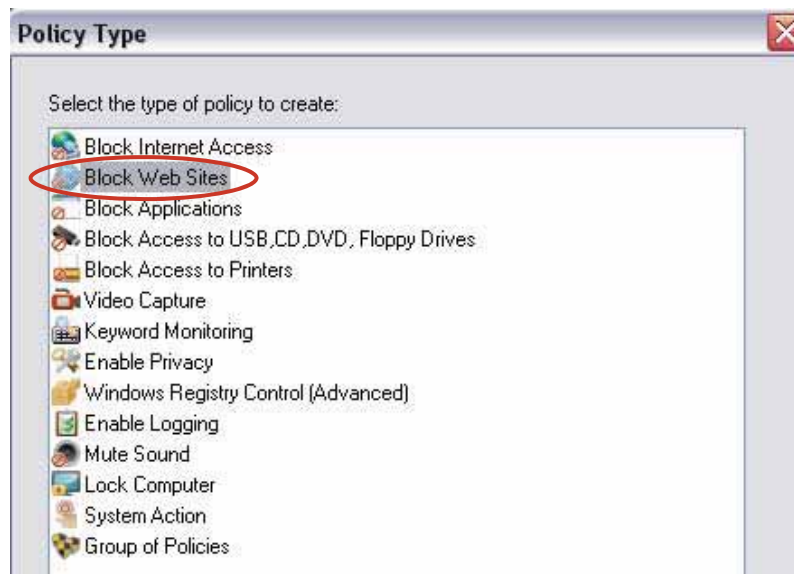 Policy Type
Select the type of policy to create:
Block Internet Access
Block Web Sites
Block Applications
Block Access to USB,CD,DVD, Floppy Drives
Block Access to Printers
Video Capture
Keyword Monitoring
Enable Privacy
Windows Registry Control (Advanced)
Enable Logging
Mute Sound
Lock Computer
System Action
Group of Policies